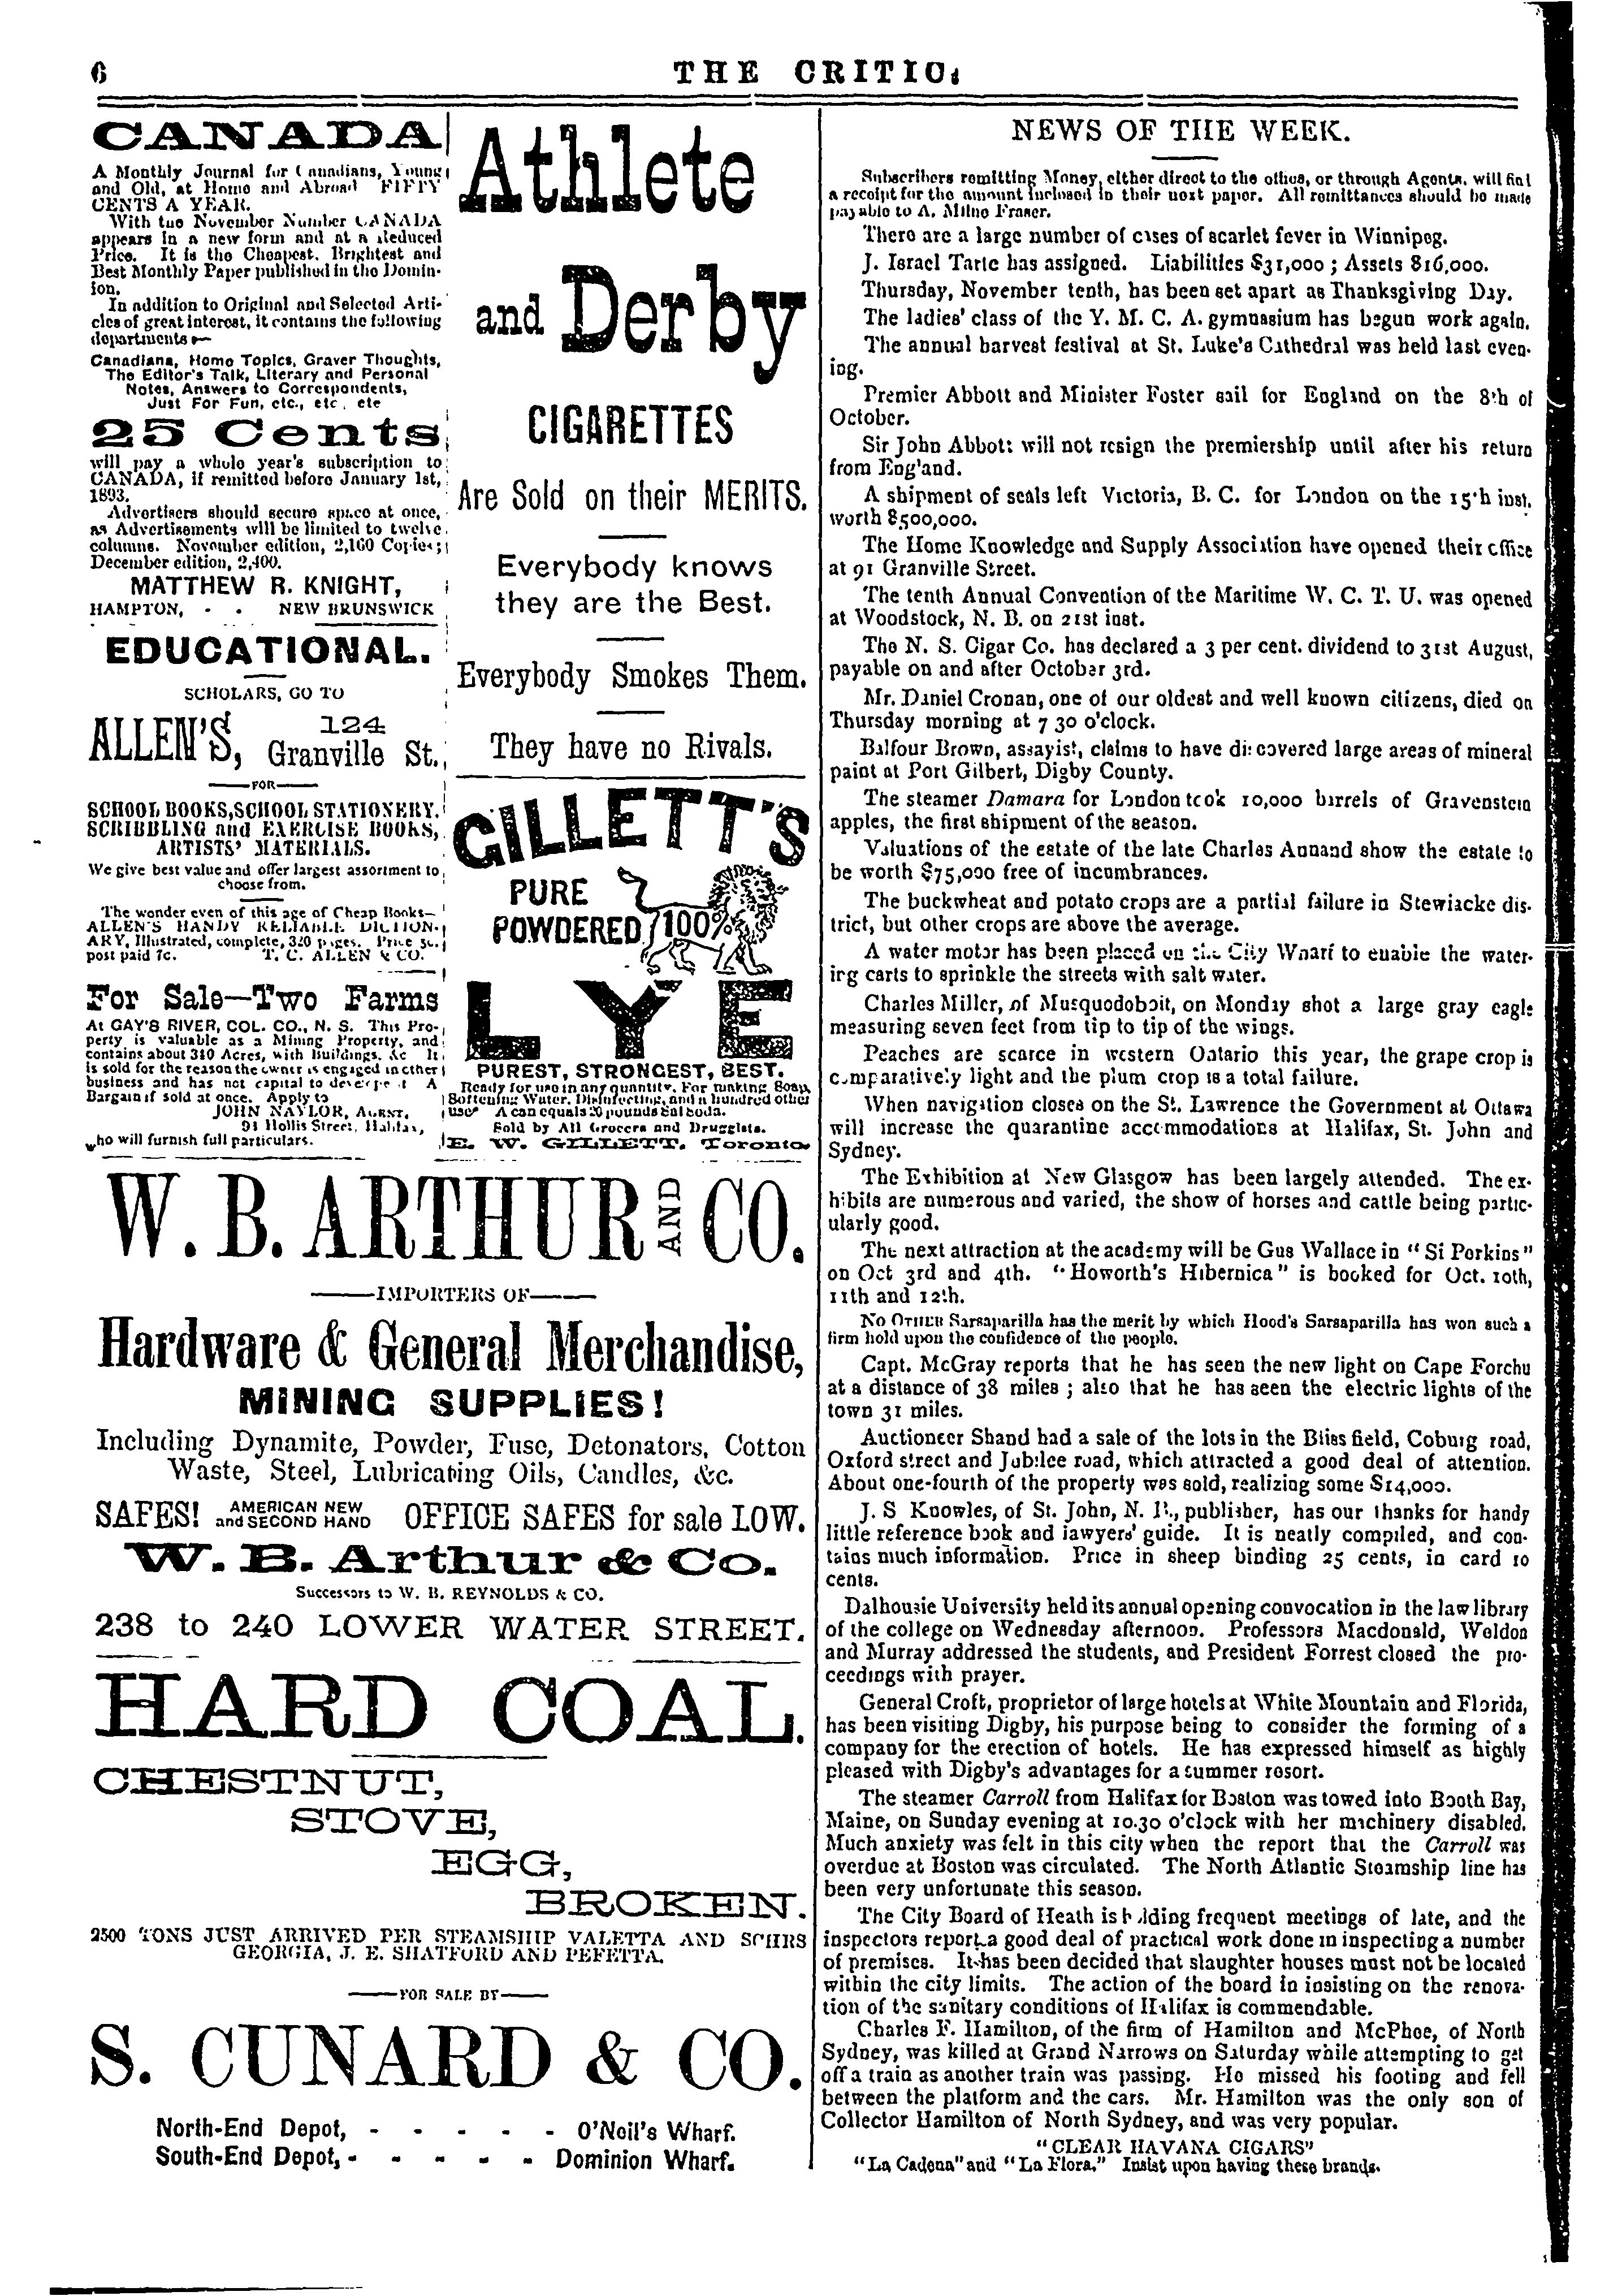 6
THE CRITIC.
CANADA
A Monthly Journal for Canadians, Young
and Old, at Home and Abroad FIFTY
CENTS A YEAR.
With the November Number CANADA
appears in a new form and at a Reduced
Price. It is the Cheapest, Brightest and
Best Monthly Paper published in the Domin-
ion.
In addition to Original and Selected Arti-
cles of great interest, it contains the following
departments :—
Canadiana, Home Topics, Graver Thoughts,
The Editor's Talk, Literary and Personal
Notes, Answers to Correspondents,
Just For Fun, etc., etc., etc
25 Cents
will pay a whole year's subscription to
CANADA, if remitted before January 1st,
1893.
Advertisers should secure space at once,
as Advertisements will be limited to twelve
columns. November edition, 2,160 Copies;
December edition, 2,400.
MATTHEW R. KNIGHT,
HAMPTON, - - NEW BRUNSWICK
EDUCATIONAL.
SCHOLARS, GO TO
ALLEN'S, 124
Granville St.,
—FOR—
SCHOOL BOOKS, SCHOOL STATIONERY,
SCRIBBLING and EXERCISE BOOKS,
ARTISTS' MATERIALS.
We give best value and offer largest assortment to
choose from.
The wonder even of this age of Cheap Books—
ALLEN'S HANDY RELIABLE DICTION-
ARY, Illustrated, complete, 320 pages. Price 5c.
post paid 7c. T. C. ALLEN & CO.
For Sale—Two Farms
At GAY'S RIVER, COL. CO., N. S. This Pro-
perty is valuable as a Mining Property, and
contains about 310 Acres, with Buildings, &c It
is sold for the reason the owner is engaged in other
business and has not capital to develope it A
Bargain if sold at once. Apply to
JOHN NAYLOR, AGENT,
91 Hollis Street, Halifax,
who will furnish full particulars.
Athlete
and Derby
CIGARETTES
Are Sold on their MERITS.
Everybody knows
they are the Best.
Everybody Smokes Them.
They have no Rivals.
GILLETT'S
PURE
POWDERED 100%
LYE
PUREST, STRONGEST, BEST.
Ready for use in any quantity. For making Soap,
Softening Water, Disinfecting, and a hundred other
uses A can equals 20 pounds Sal Soda.
Sold by All Grocers and Druggists.
E. W. GILLETT, Toronto.
W. B. ARTHUR AND CO.
—IMPORTERS OF—
Hardware & General Merchandise,
MINING SUPPLIES!
Including Dynamite, Powder, Fuse, Detonators, Cotton
Waste, Steel, Lubricating Oils, Candles, &c.
SAFES! AMERICAN NEW and SECOND HAND OFFICE SAFES for sale LOW.
W. B. Arthur & Co.
Successors to W. B. REYNOLDS & CO.
238 to 240 LOWER WATER STREET.
HARD COAL.
CHESTNUT,
STOVE,
EGG,
BROKEN.
2500 TONS JUST ARRIVED PER STEAMSHIP VALETTA AND SCHRS
GEORGIA, J. E. SHATFORD AND PEFETTA.
—FOR SALE BY—
S. CUNARD & CO.
North-End Depot, - - - - - O'Neil's Wharf.
South-End Depot, - - - - - Dominion Wharf.
NEWS OF THE WEEK.
Subscribers remitting Money, either direct to the office, or through Agents, will find
a receipt for the amount inclosed in their next paper. All remittances should be made
payable to A. Milne Fraser.
There are a large number of cases of scarlet fever in Winnipeg.
J. Israel Tarte has assigned. Liabilities $31,000 ; Assets $16,000.
Thursday, November tenth, has been set apart as Thanksgiving Day.
The ladies' class of the Y. M. C. A. gymnasium has begun work again.
The annual harvest festival at St. Luke's Cathedral was held last even-
ing.
Premier Abbott and Minister Foster sail for England on the 8th of
October.
Sir John Abbott will not resign the premiership until after his return
from England.
A shipment of seals left Victoria, B. C. for London on the 15th inst.
worth $500,000.
The Home Knowledge and Supply Association have opened their office
at 91 Granville Street.
The tenth Annual Convention of the Maritime W. C. T. U. was opened
at Woodstock, N. B. on 21st inst.
The N. S. Cigar Co. has declared a 3 per cent. dividend to 31st August,
payable on and after October 3rd.
Mr. Daniel Cronan, one of our oldest and well known citizens, died on
Thursday morning at 7 30 o'clock.
Balfour Brown, assayist, claims to have discovered large areas of mineral
paint at Port Gilbert, Digby County.
The steamer Damara for London took 10,000 barrels of Gravenstein
apples, the first shipment of the season.
Valuations of the estate of the late Charles Annand show the estate to
be worth $75,000 free of incumbrances.
The buckwheat and potato crops are a partial failure in Stewiacke dis-
trict, but other crops are above the average.
A water motor has been placed on the City Wharf to enable the water-
ing carts to sprinkle the streets with salt water.
Charles Miller, of Musquodoboit, on Monday shot a large gray eagle
measuring seven feet from tip to tip of the wings.
Peaches are scarce in western Ontario this year, the grape crop is
comparatively light and the plum crop is a total failure.
When navigation closes on the St. Lawrence the Government at Ottawa
will increase the quarantine accommodations at Halifax, St. John and
Sydney.
The Exhibition at New Glasgow has been largely attended. The ex-
hibits are numerous and varied, the show of horses and cattle being partic-
ularly good.
The next attraction at the academy will be Gus Wallace in "Si Perkins"
on Oct 3rd and 4th. "Howorth's Hibernica" is booked for Oct. 10th,
11th and 12th.
No OTHER Sarsaparilla has the merit by which Hood's Sarsaparilla has won such a
firm hold upon the confidence of the people.
Capt. McGray reports that he has seen the new light on Cape Forchu
at a distance of 38 miles ; also that he has seen the electric lights of the
town 31 miles.
Auctioneer Shand had a sale of the lots in the Bliss field, Coburg road,
Oxford street and Jubilee road, which attracted a good deal of attention.
About one-fourth of the property was sold, realizing some $14,000.
J. S Knowles, of St. John, N. B., publisher, has our thanks for handy
little reference book and lawyers' guide. It is neatly compiled, and con-
tains much information. Price in sheep binding 25 cents, in card 10
cents.
Dalhousie University held its annual opening convocation in the law library
of the college on Wednesday afternoon. Professors Macdonald, Weldon
and Murray addressed the students, and President Forrest closed the pro-
ceedings with prayer.
General Croft, proprietor of large hotels at White Mountain and Florida,
has been visiting Digby, his purpose being to consider the forming of a
company for the erection of hotels. He has expressed himself as highly
pleased with Digby's advantages for a summer resort.
The steamer Carroll from Halifax for Boston was towed into Booth Bay,
Maine, on Sunday evening at 10.30 o'clock with her machinery disabled.
Much anxiety was felt in this city when the report that the Carroll was
overdue at Boston was circulated. The North Atlantic Steamship line has
been very unfortunate this season.
The City Board of Heath is holding frequent meetings of late, and the
inspectors report a good deal of practical work done in inspecting a number
of premises. It has been decided that slaughter houses must not be located
within the city limits. The action of the board in insisting on the renova-
tion of the sanitary conditions of Halifax is commendable.
Charles F. Hamilton, of the firm of Hamilton and McPhee, of North
Sydney, was killed at Grand Narrows on Saturday while attempting to get
off a train as another train was passing. He missed his footing and fell
between the platform and the cars. Mr. Hamilton was the only son of
Collector Hamilton of North Sydney, and was very popular.
"CLEAR HAVANA CIGARS"
"La Cadena" and "La Flora." Insist upon having these brands.